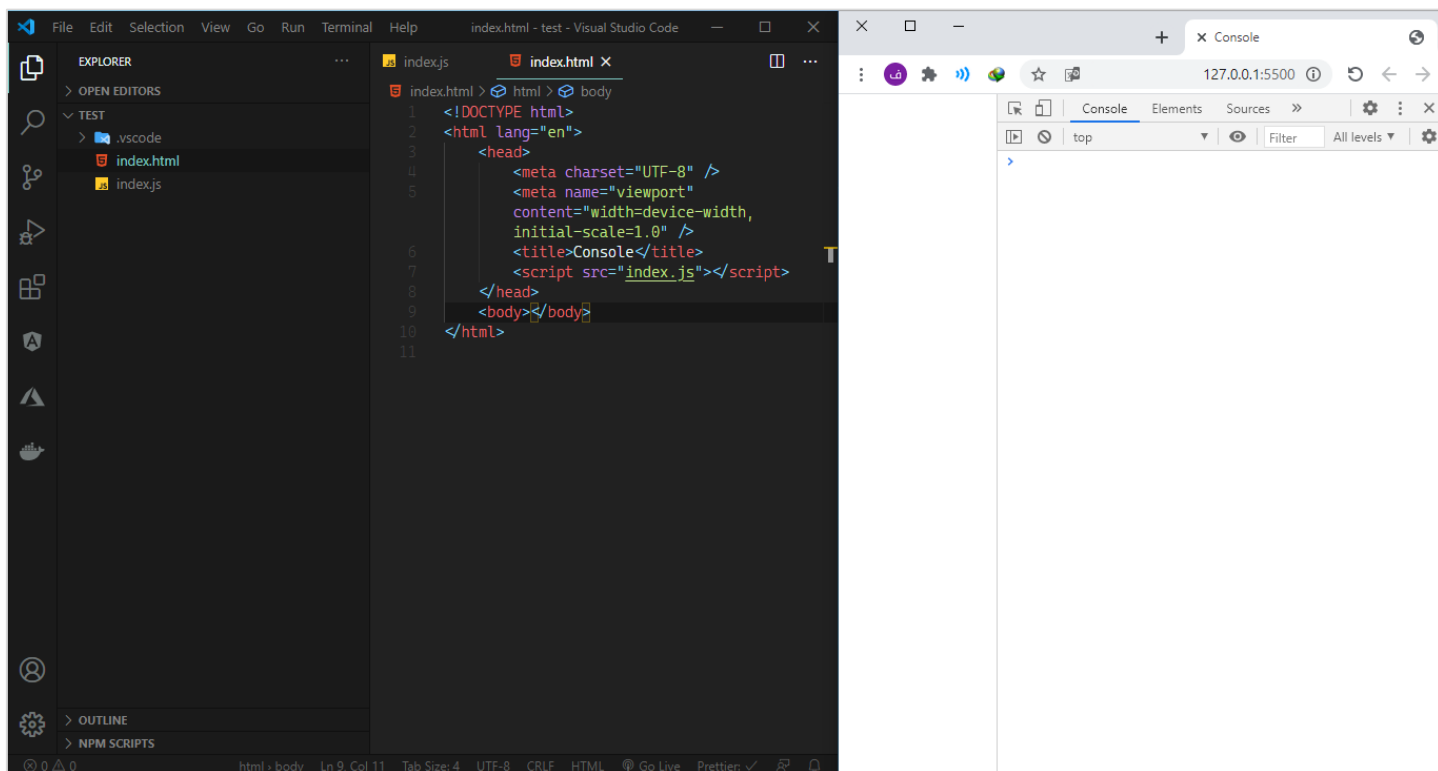 File Edit Selection View Go Run Terminal Help index.html - test - Visual Studio Code
EXPLORER
OPEN EDITORS
TEST
.vscode
index.html
index.js
OUTLINE
NPM SCRIPTS
index.js index.html
index.html > html > body
1 <!DOCTYPE html>
2 <html lang="en">
3 <head>
4 <meta charset="UTF-8" />
5 <meta name="viewport"
content="width=device-width,
initial-scale=1.0" />
6 <title>Console</title>
7 <script src="index.js"></script>
8 </head>
9 <body></body>
10 </html>
11
0 0 html › body Ln 9, Col 11 Tab Size: 4 UTF-8 CRLF HTML Go Live Prettier: ✓
Console
ف 127.0.0.1:5500
Console Elements Sources »
top Filter All levels